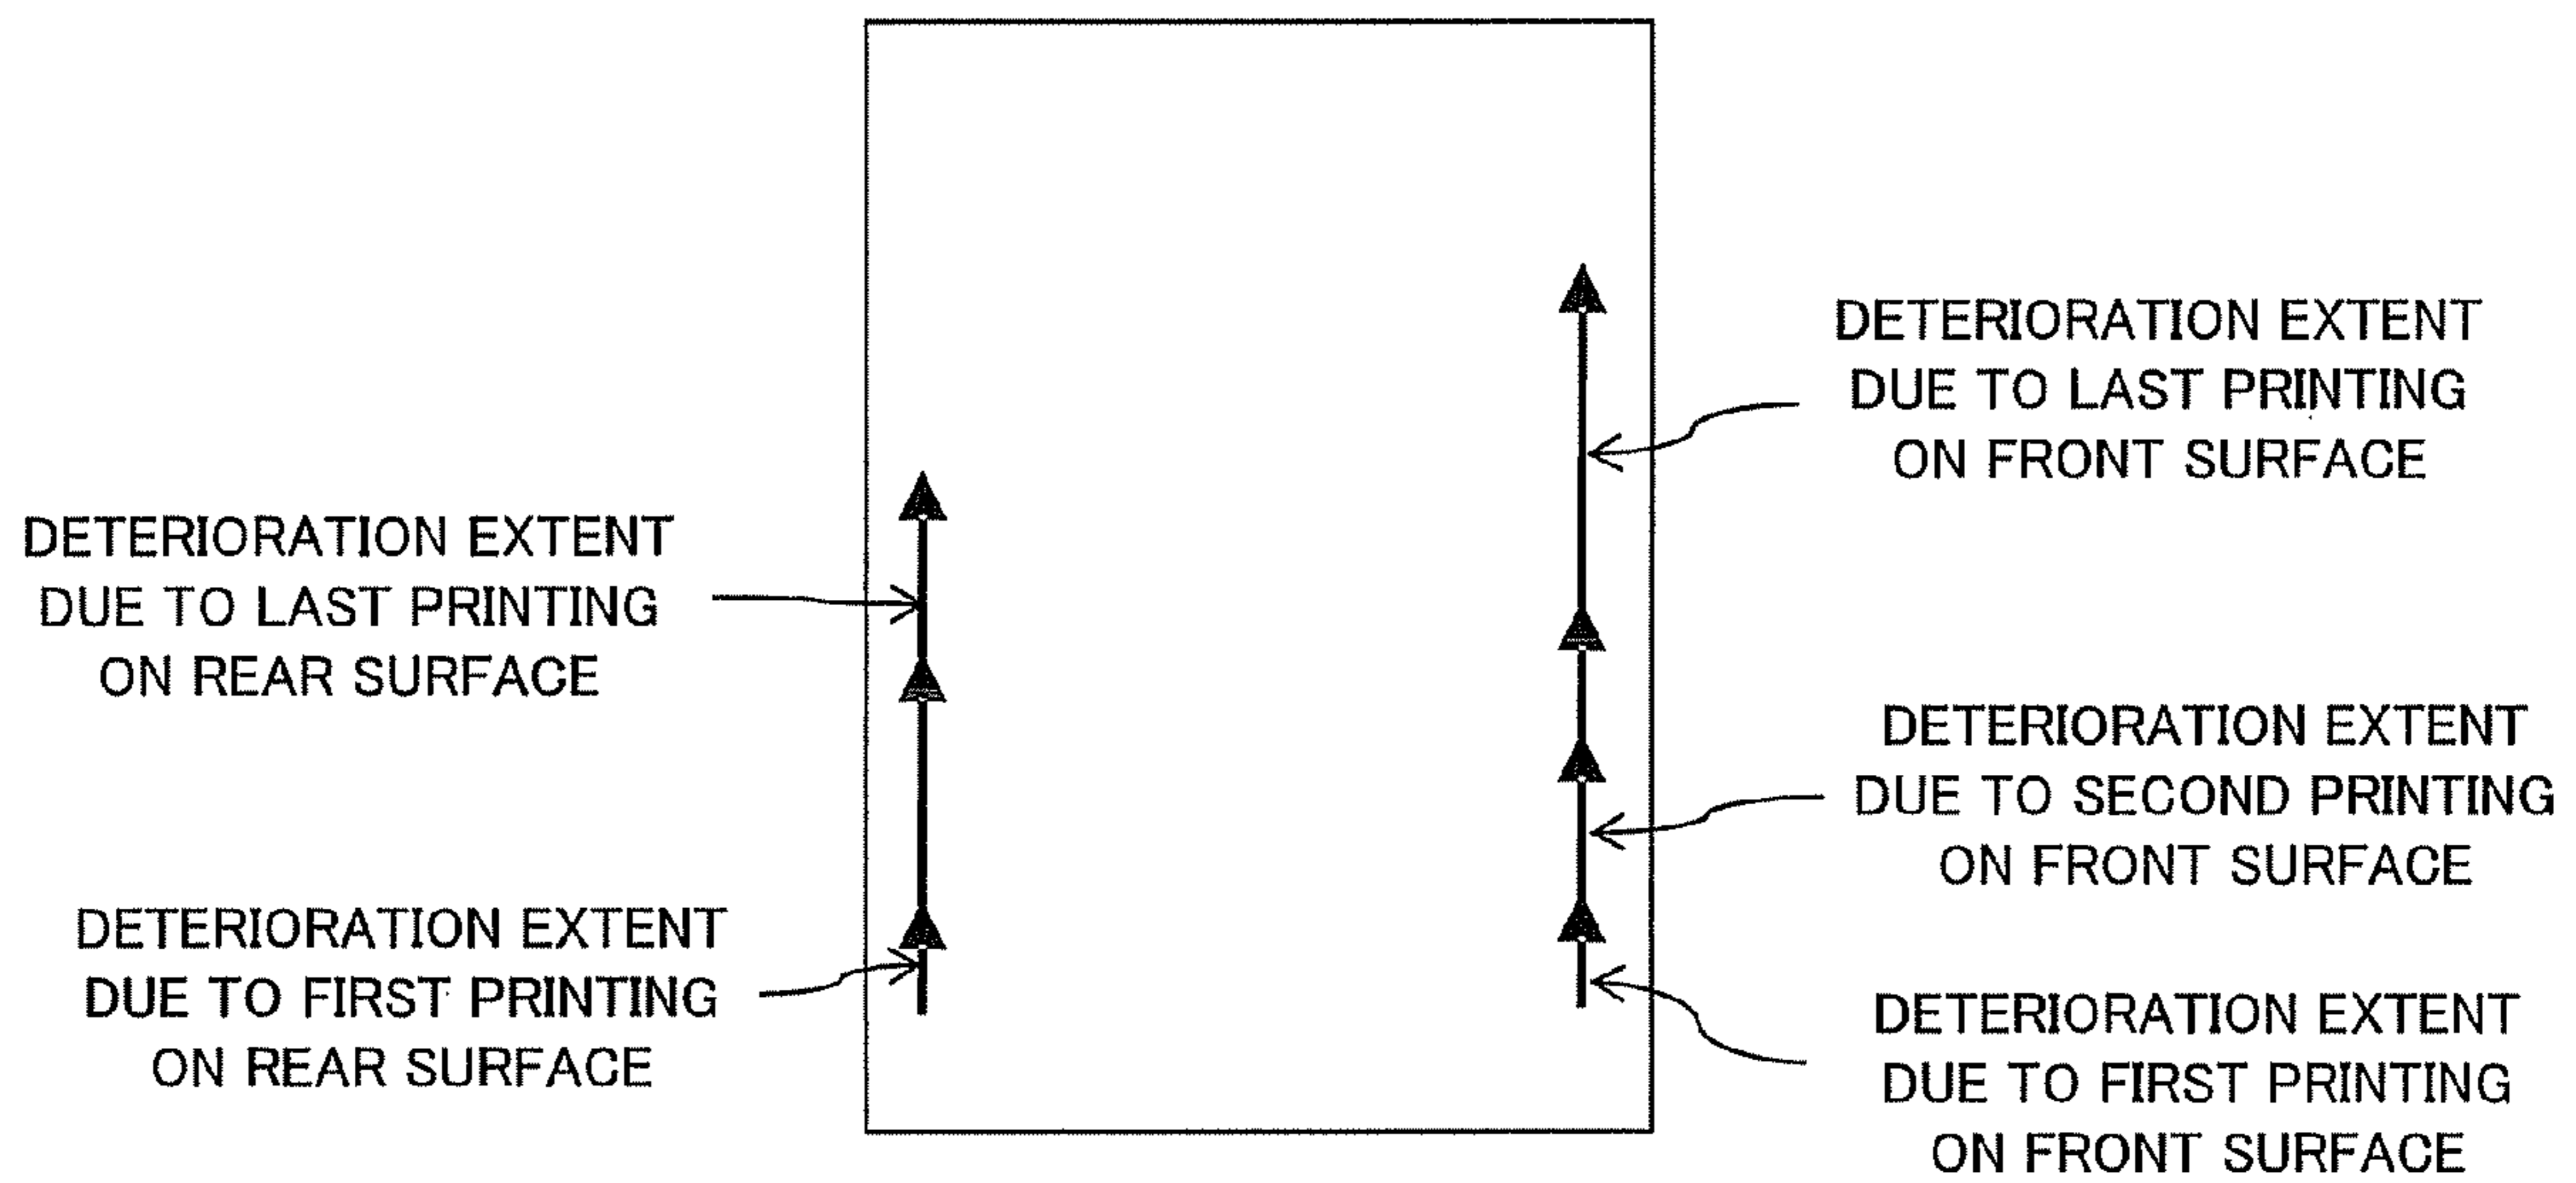 DETERIORATION EXTENT
DUE TO LAST PRINTING
ON REAR SURFACE
DETERIORATION EXTENT
DUE TO FIRST PRINTING
ON REAR SURFACE
DETERIORATION EXTENT
DUE TO LAST PRINTING
ON FRONT SURFACE
DETERIORATION EXTENT
DUE TO SECOND PRINTING
ON FRONT SURFACE
DETERIORATION EXTENT
DUE TO FIRST PRINTING
ON FRONT SURFACE